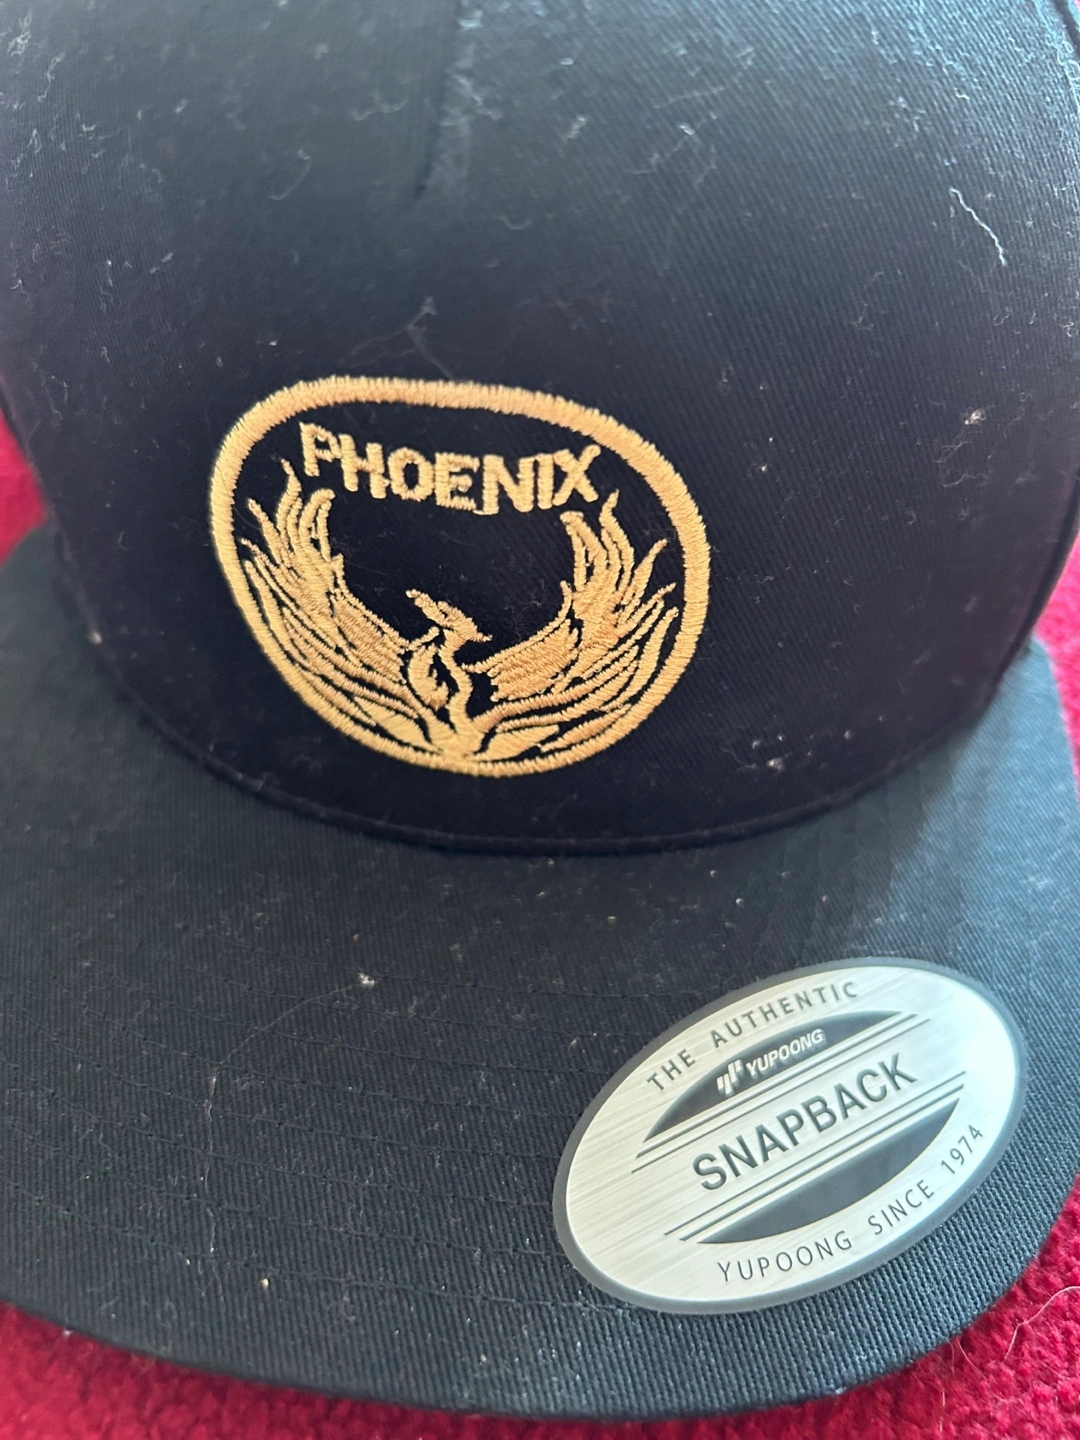 PHOENIX
THE AUTHENTIC
YUPOONG
SNAPBACK
YUPOONG SINCE 1974